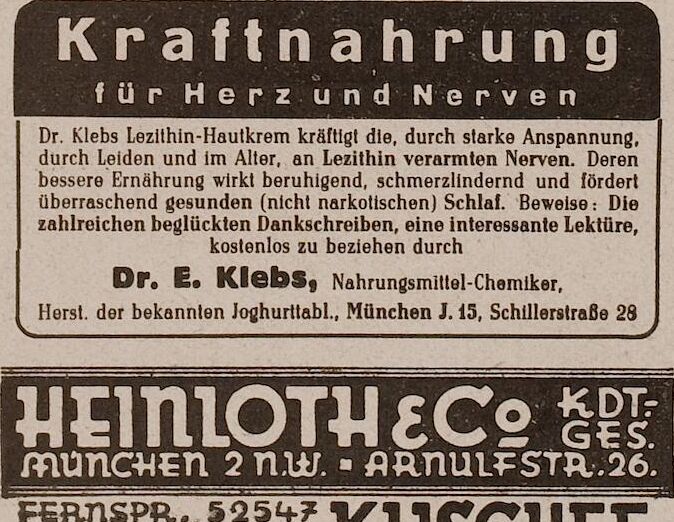 Kraftnahrung
für Herz und Nerven
Dr. Klebs Lezithin-Hautkrem kräftigt die, durch starke Anspannung,
durch Leiden und im Alter, an Lezithin verarmten Nerven. Deren
bessere Ernährung wirkt beruhigend, schmerzlindernd und fördert
überraschend gesunden (nicht narkotischen) Schlaf. Beweise: Die
zahlreichen beglückten Dankschreiben, eine interessante Lektüre,
kostenlos zu beziehen durch
Dr. E. Klebs, Nahrungsmittel-Chemiker,
Herst. der bekannten Joghurttabl., München J. 15, Schillerstraße 28
HEINLOTH & Co KDT.-GES.
MÜNCHEN 2 N.W. ▪ ARNULFSTR. 26.
FERNSPR. 52547